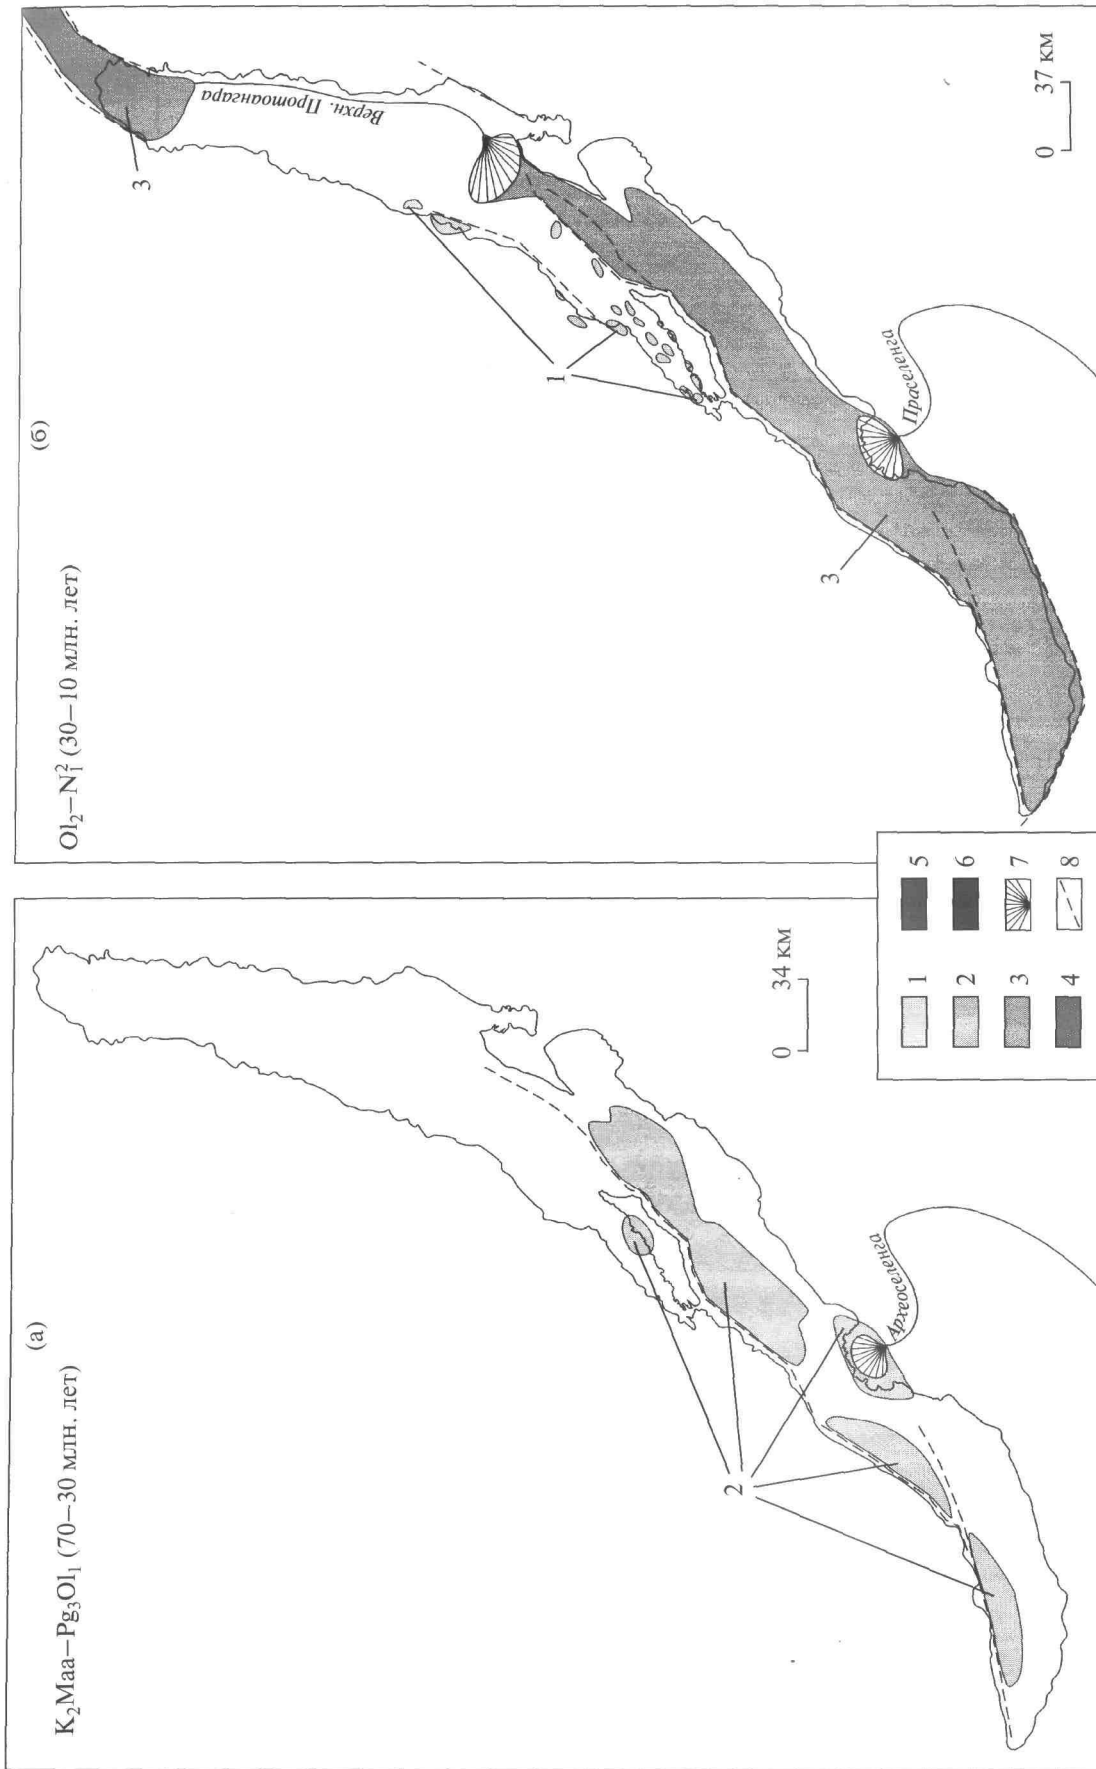 (а)
K₂Maa–Pg₃Ol₁ (70–30 млн. лет)
2
Археоселенга
0 34 км
(б)
Ol₂–N₁² (30–10 млн. лет)
3
Верхн. Протоангара
1
3
Праселенга
0 37 км
1 5
2 6
3 7
4 8